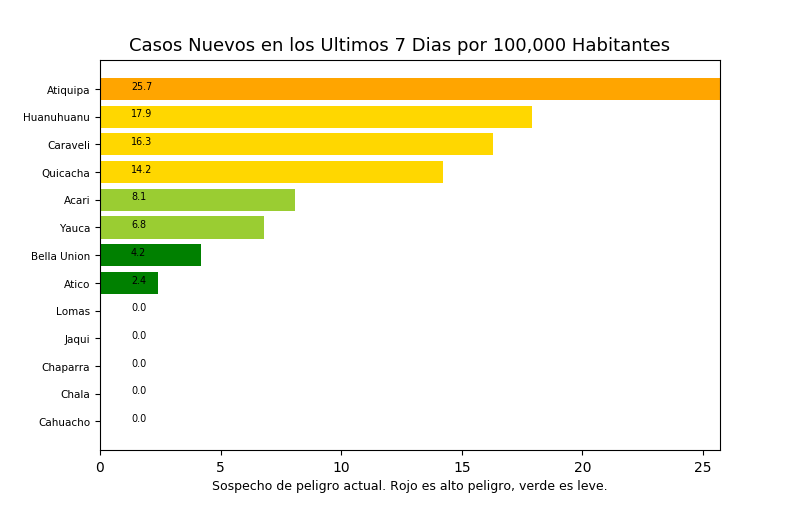 Casos Nuevos en los Ultimos 7 Dias por 100,000 Habitantes
Atiquipa 25.7
Huanuhuanu 17.9
Caraveli 16.3
Quicacha 14.2
Acari 8.1
Yauca 6.8
Bella Union 4.2
Atico 2.4
Lomas 0.0
Jaqui 0.0
Chaparra 0.0
Chala 0.0
Cahuacho 0.0
0 5 10 15 20 25
Sospecho de peligro actual. Rojo es alto peligro, verde es leve.